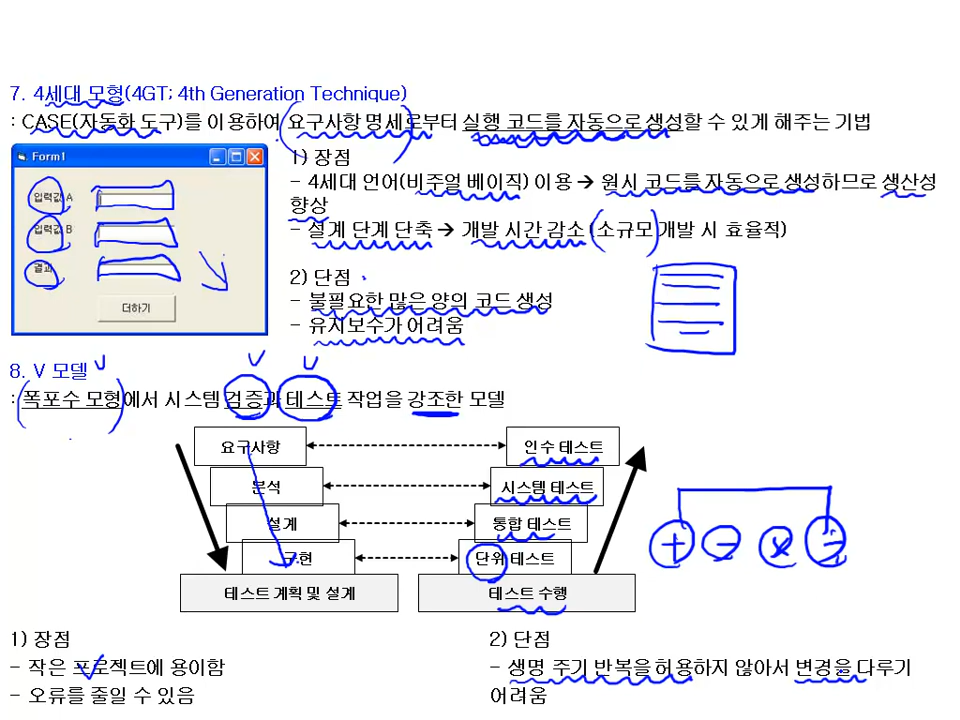 7. 4세대 모형(4GT; 4th Generation Technique)
: CASE(자동화 도구)를 이용하여 요구사항 명세로부터 실행 코드를 자동으로 생성할 수 있게 해주는 기법
Form1
입력값 A
입력값 B
결과
더하기
1) 장점
- 4세대 언어(비주얼 베이직) 이용 → 원시 코드를 자동으로 생성하므로 생산성
향상
- 설계 단계 단축 → 개발 시간 감소 (소규모 개발 시 효율적)
2) 단점
- 불필요한 많은 양의 코드 생성
- 유지보수가 어려움
8. V 모델
: 폭포수 모형에서 시스템 검증과 테스트 작업을 강조한 모델
요구사항 인수 테스트
분석 시스템 테스트
설계 통합 테스트
구현 단위 테스트
테스트 계획 및 설계 테스트 수행
+ - × ÷
1) 장점
- 작은 프로젝트에 용이함
- 오류를 줄일 수 있음
2) 단점
- 생명 주기 반복을 허용하지 않아서 변경을 다루기
어려움